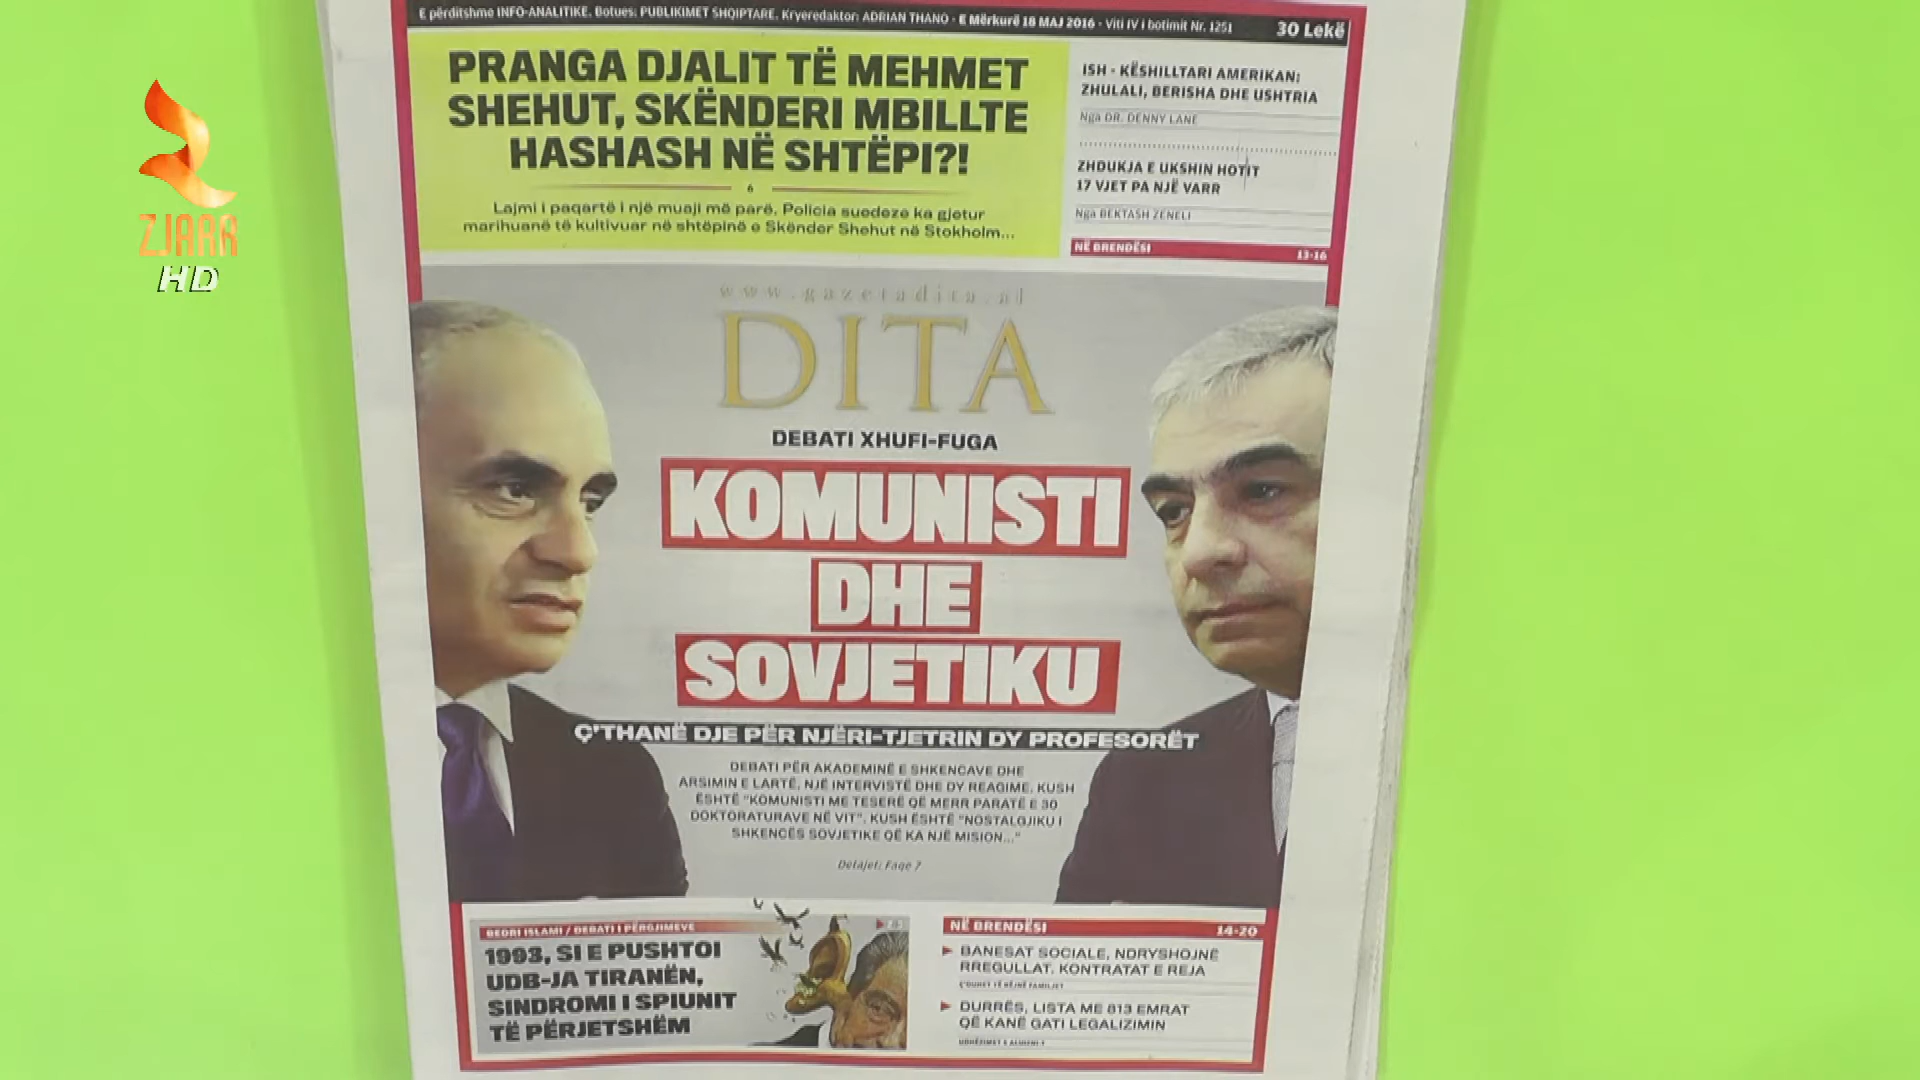 E përditshme INFO-ANALITIKE. Botues: PUBLIKIMET SHQIPTARE. Kryeredaktor: ADRIAN THANO - E Mërkurë 18 MAJ 2016 - Viti IV i botimit Nr. 1251
30 Lekë
PRANGA DJALIT TË MEHMET
SHEHUT, SKËNDERI MBILLTE
HASHASH NË SHTËPI?!
6
Lajmi i paqartë i një muaji më parë. Policia suedeze ka gjetur
marihuanë të kultivuar në shtëpinë e Skënder Shehut në Stokholm...
ISH - KËSHILLTARI AMERIKAN:
ZHULALI, BERISHA DHE USHTRIA
Nga DR. DENNY LANE
ZHDUKJA E UKSHIN HOTIT
17 VJET PA NJË VARR
Nga BEKTASH ZENELI
NË BRENDËSI
13-16
ZJARR
HD
www.gazetadita.al
DITA
DEBATI XHUFI-FUGA
KOMUNISTI
DHE
SOVJETIKU
Ç'THANË DJE PËR NJËRI-TJETRIN DY PROFESORËT
DEBATI PËR AKADEMINË E SHKENCAVE DHE
ARSIMIN E LARTË, NJË INTERVISTË DHE DY REAGIME. KUSH
ËSHTË "KOMUNISTI ME TESERË QË MERR PARATË E 30
DOKTORATURAVE NË VIT". KUSH ËSHTË "NOSTALGJIKU I
SHKENCËS SOVJETIKE QË KA NJË MISION..."
Detajet: Faqe 7
BEDRI ISLAMI / DEBATI I PËRGJIMEVE
1993, SI E PUSHTOI
UDB-JA TIRANËN,
SINDROMI I SPIUNIT
TË PËRJETSHËM
NË BRENDËSI
14-20
BANESAT SOCIALE, NDRYSHOJNË
RREGULLAT, KONTRATAT E REJA
DURRËS, LISTA ME 813 EMRAT
QË KANË GATI LEGALIZIMIN